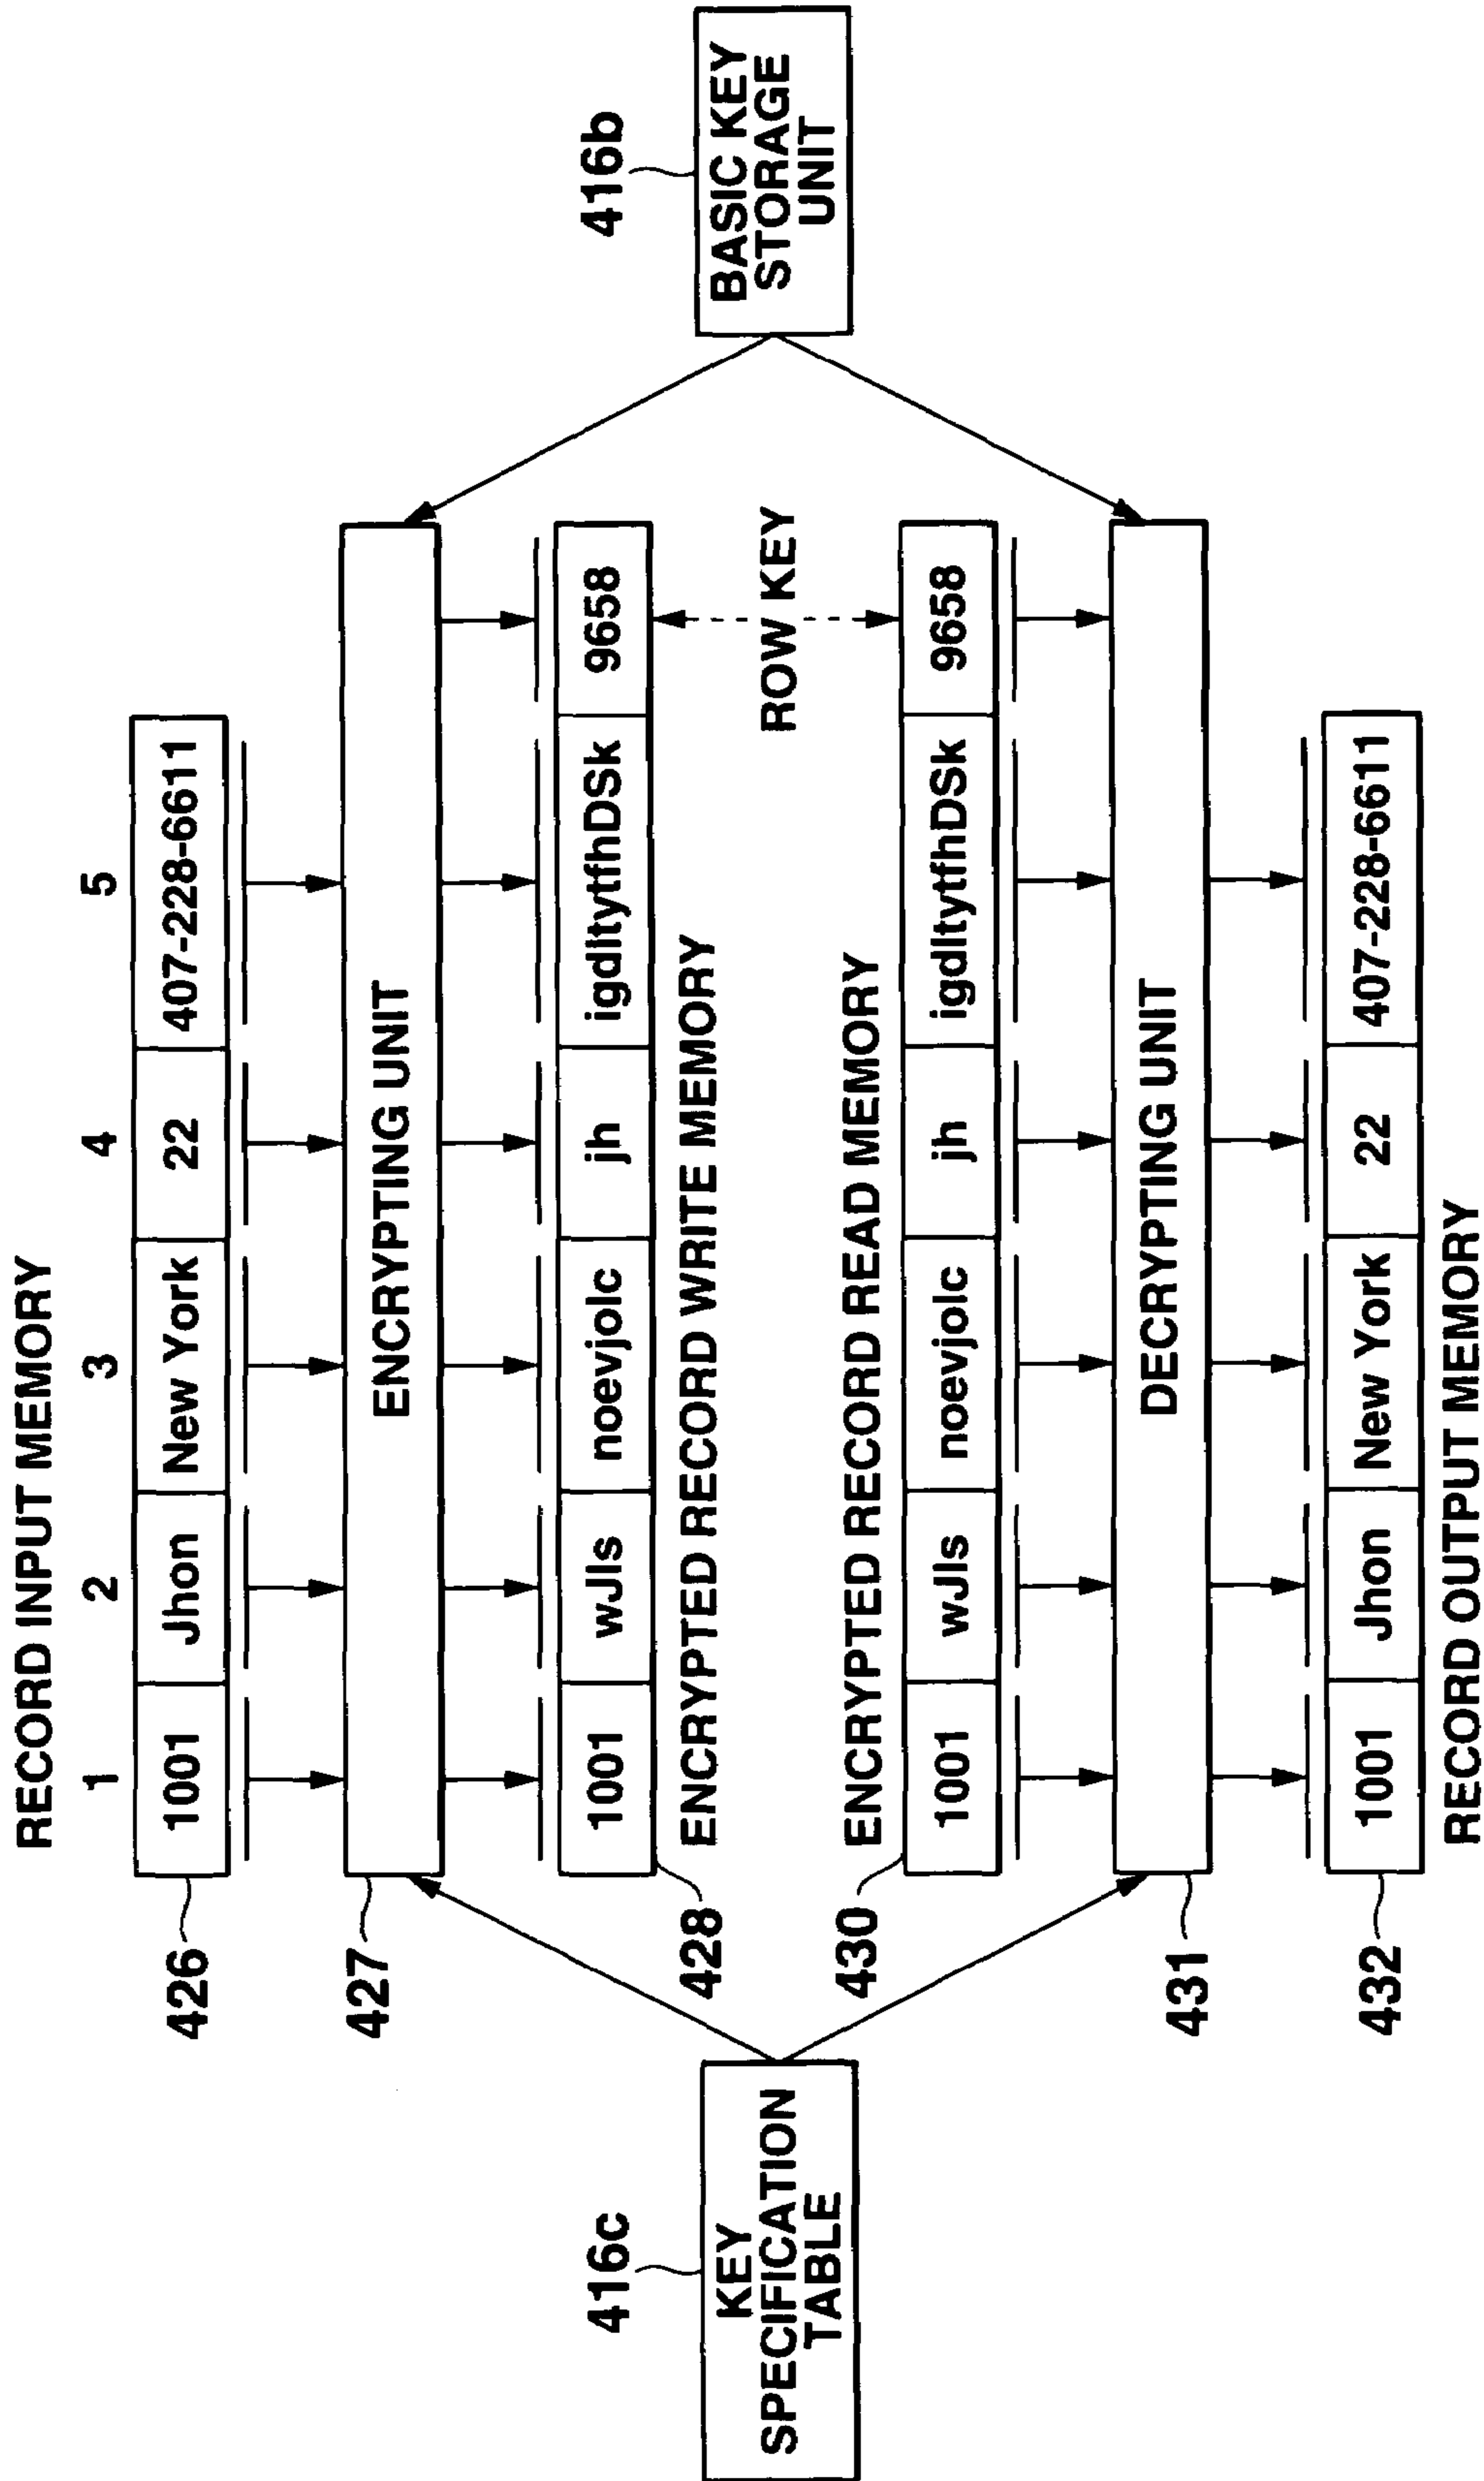 RECORD INPUT MEMORY
1 2 3 4 5
426
1001 Jhon New York 22 407-228-6611
427
ENCRYPTING UNIT
1001 wJls noevjolc jh igdltytfhDSk 9658
428
ENCRYPTED RECORD WRITE MEMORY
416c
KEY
SPECIFICATION
TABLE
ROW KEY
416b
BASIC KEY
STORAGE
UNIT
430
ENCRYPTED RECORD READ MEMORY
1001 wJls noevjolc jh igdltytfhDSk 9658
DECRYPTING UNIT
431
1001 Jhon New York 22 407-228-6611
432
RECORD OUTPUT MEMORY